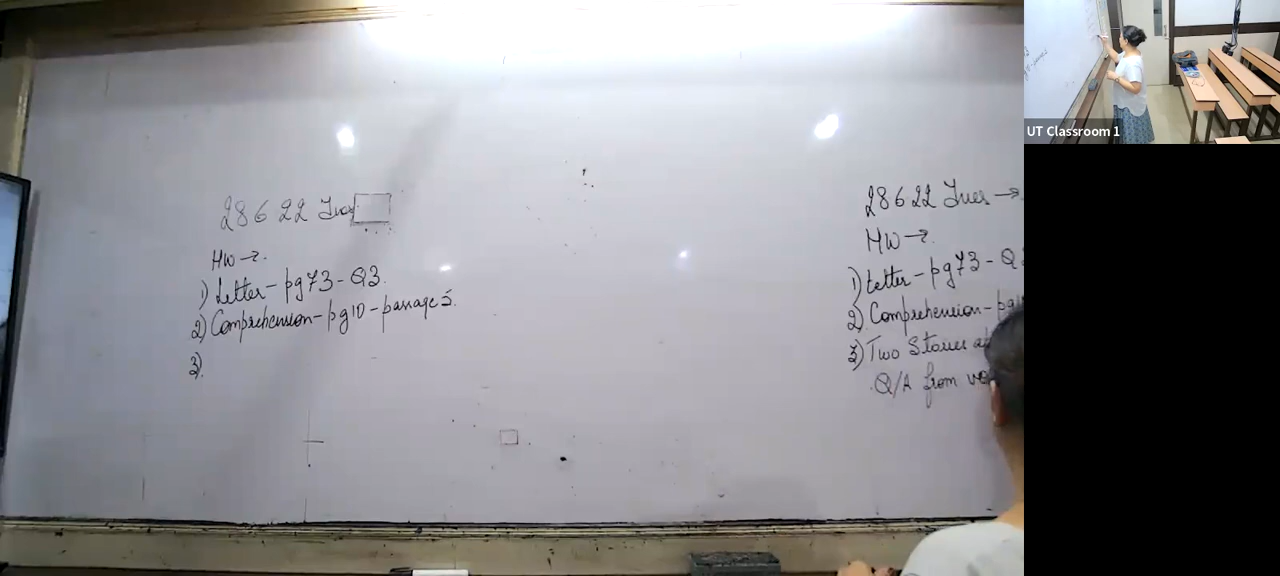 28 6 22 Tues
HW →.
1) Letter - pg 73 - Q3.
2) Comprehension - pg 10 - passage 5.
3).
28 6 22 Tues →
HW →.
1) Letter - pg 73 - Q
2) Comprehension - pg
3) Two Stories
Q/A from
UT Classroom 1